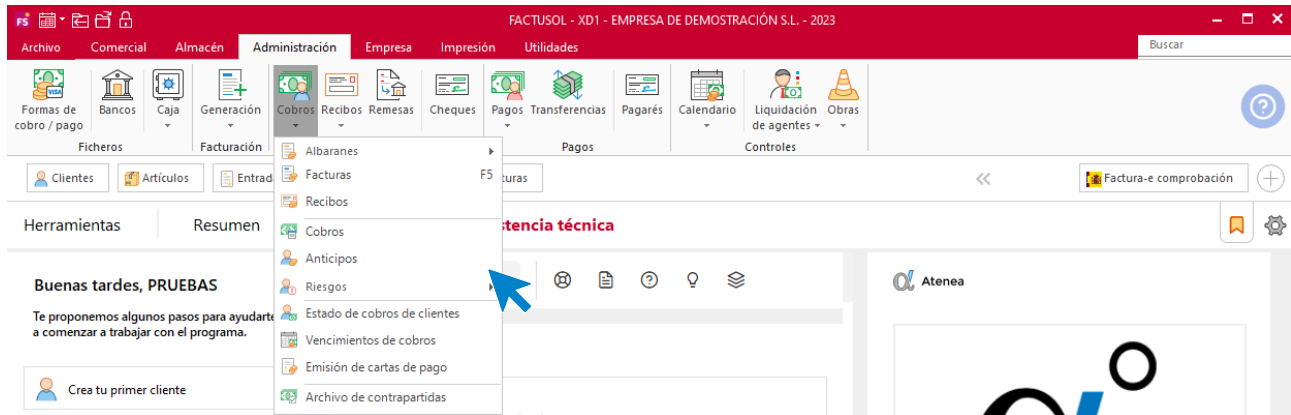 FS
FACTUSOL - XD1 - EMPRESA DE DEMOSTRACIÓN S.L. - 2023
Archivo Comercial Almacén Administración Empresa Impresión Utilidades
Buscar
Formas de cobro / pago
Bancos
Caja
Generación
Cobros
Recibos
Remesas
Cheques
Pagos
Transferencias
Pagarés
Calendario
Liquidación de agentes
Obras
Ficheros
Facturación
Pagos
Controles
Clientes
Artículos
Factura-e comprobación
Herramientas
Resumen
técnica
Albaranes
Facturas F5
Recibos
Cobros
Anticipos
Riesgos
Estado de cobros de clientes
Vencimientos de cobros
Emisión de cartas de pago
Archivo de contrapartidas
Buenas tardes, PRUEBAS
Te proponemos algunos pasos para ayudarte
a comenzar a trabajar con el programa.
Crea tu primer cliente
Atenea